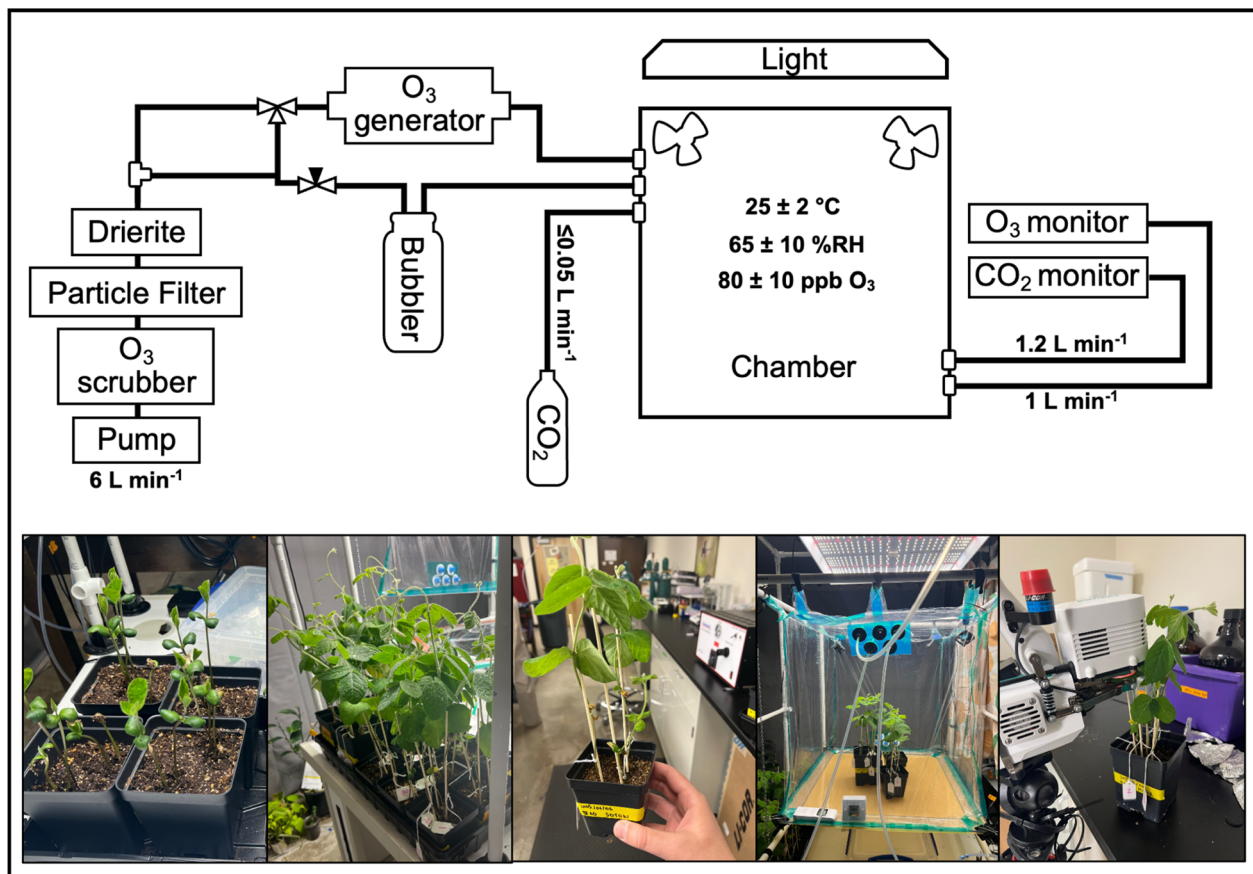 Light
O₃
generator
25 ± 2 °C
65 ± 10 %RH
80 ± 10 ppb O₃
Chamber
O₃ monitor
CO₂ monitor
1.2 L min⁻¹
1 L min⁻¹
≤0.05 L min⁻¹
CO₂
Bubbler
Drierite
Particle Filter
O₃
scrubber
Pump
6 L min⁻¹
LI-COR